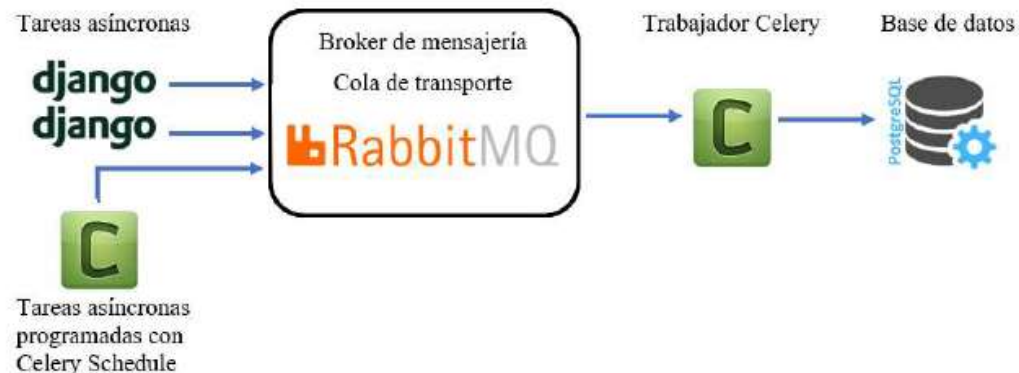 Tareas asíncronas
django
django
Tareas asíncronas
programadas con
Celery Schedule
Broker de mensajería
Cola de transporte
RabbitMQ
Trabajador Celery
C
Base de datos
PostgreSQL
C